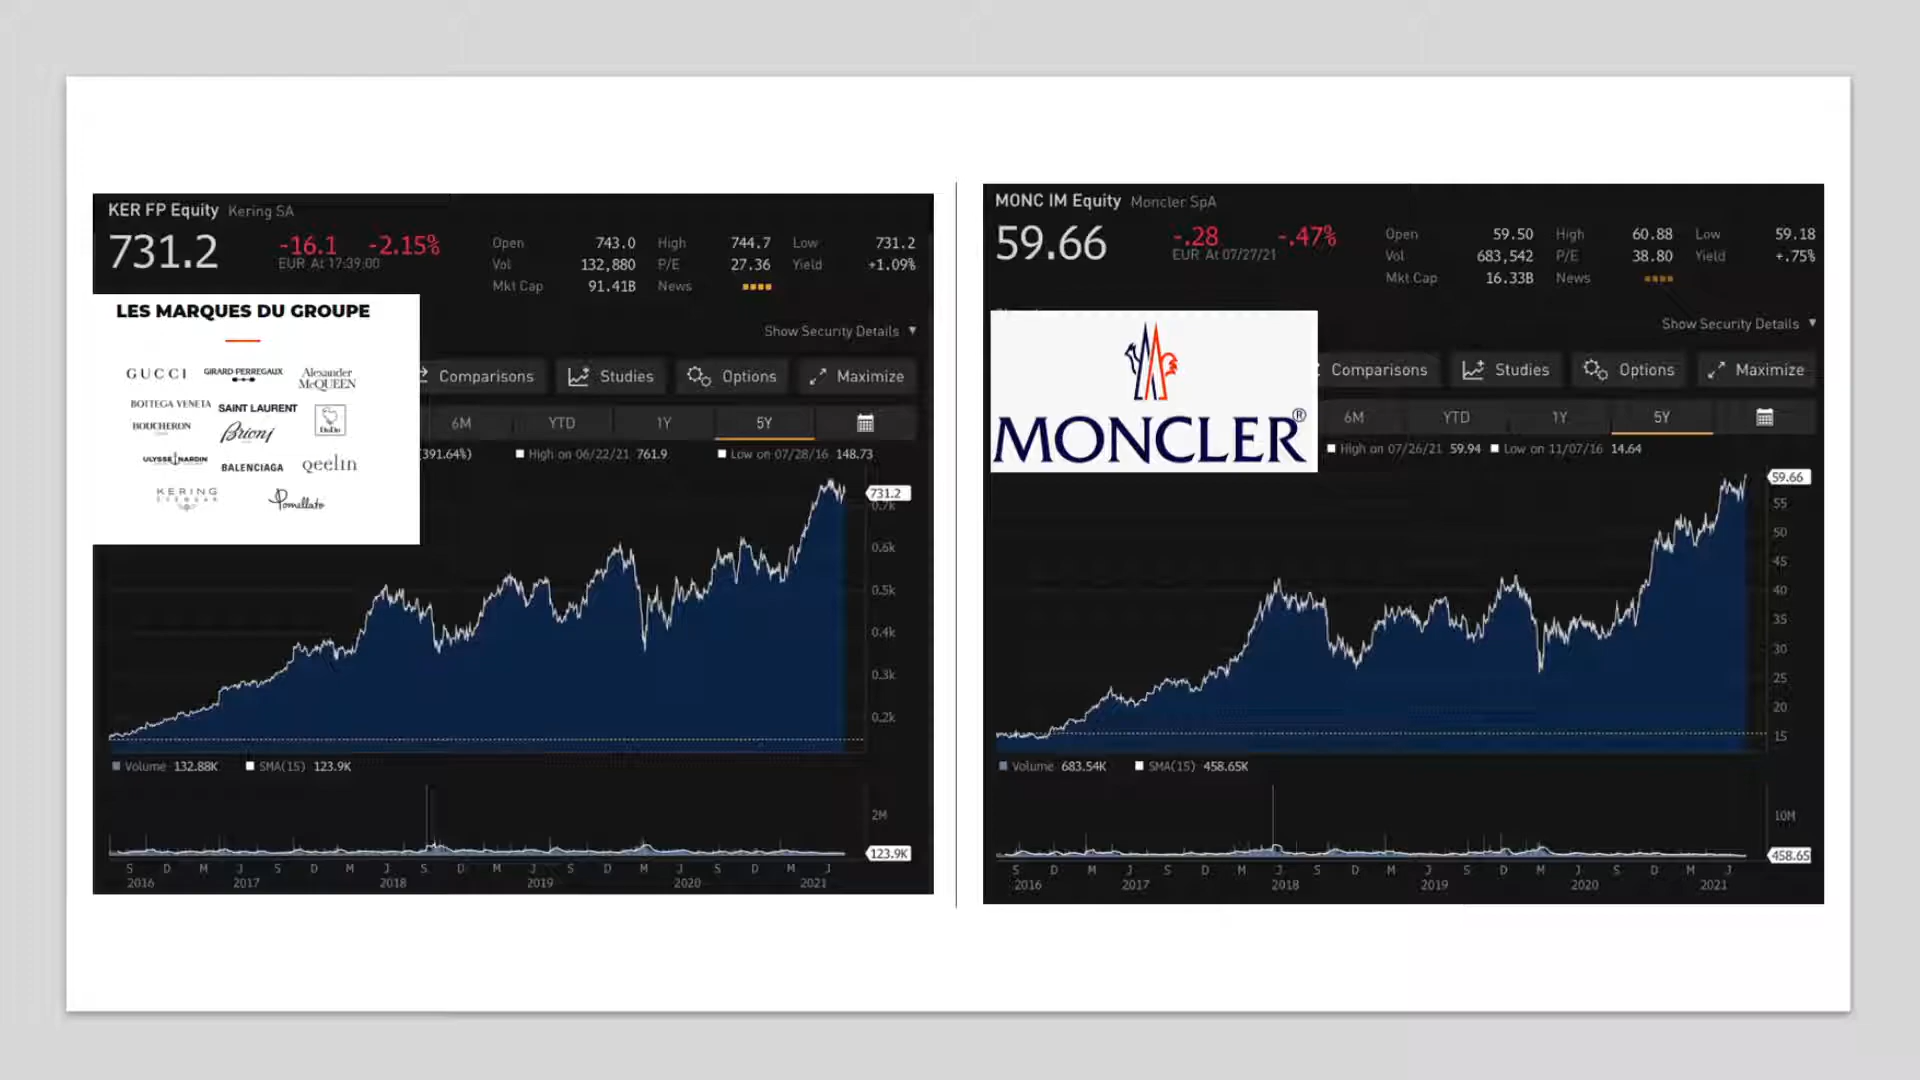 KER FP Equity Kering SA
731.2 -16.1 -2.15%
EUR At 17:39:00
Open 743.0 High 744.7 Low 731.2
Vol 132,880 P/E 27.36 Yield +1.09%
Mkt Cap 91.41B News
Show Security Details
LES MARQUES DU GROUPE
GUCCI GIRARD-PERREGAUX Alexander McQUEEN
BOTTEGA VENETA SAINT LAURENT DoDo
BOUCHERON Brioni
ULYSSE NARDIN BALENCIAGA qeelin
KERING EYEWEAR Pomellato
Comparisons Studies Options Maximize
6M YTD 1Y 5Y
(391.64%) High on 06/22/21 761.9 Low on 07/28/16 148.73
731.2
0.7k
0.6k
0.5k
0.4k
0.3k
0.2k
Volume 132.88K SMA(15) 123.9K
2M
123.9K
S D M J S D M J S D M J S D M J S D M J
2016 2017 2018 2019 2020 2021
MONC IM Equity Moncler SpA
59.66 -.28 -.47%
EUR At 07/27/21
Open 59.50 High 60.88 Low 59.18
Vol 683,542 P/E 38.80 Yield +.75%
Mkt Cap 16.33B News
Show Security Details
MONCLER®
Comparisons Studies Options Maximize
6M YTD 1Y 5Y
High on 07/26/21 59.94 Low on 11/07/16 14.64
59.66
55
50
45
40
35
30
25
20
15
Volume 683.54K SMA(15) 458.65K
10M
458.65
S D M J S D M J S D M J S D M J S D M J
2016 2017 2018 2019 2020 2021